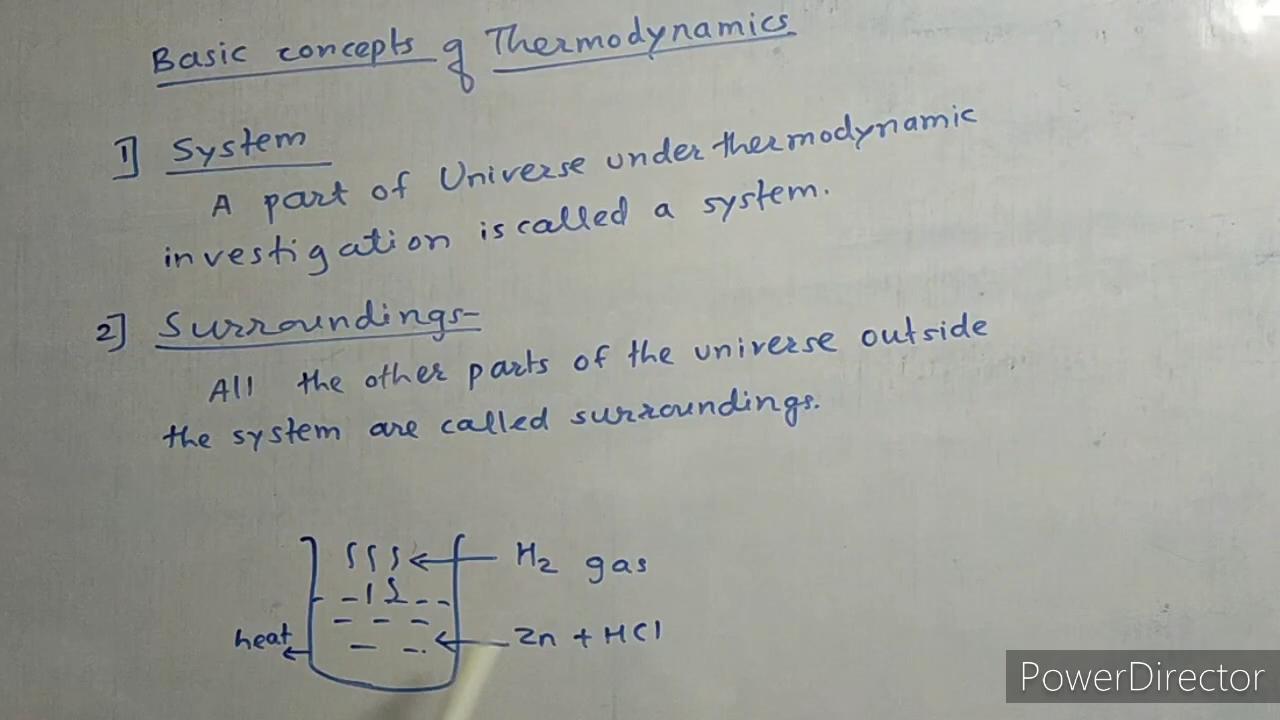 Basic concepts of Thermodynamics
1] System
A part of Universe under thermodynamic
investigation is called a system.
2] Surroundings-
All the other parts of the universe outside
the system are called surroundings.
H2 gas
heat
Zn + HCl
PowerDirector